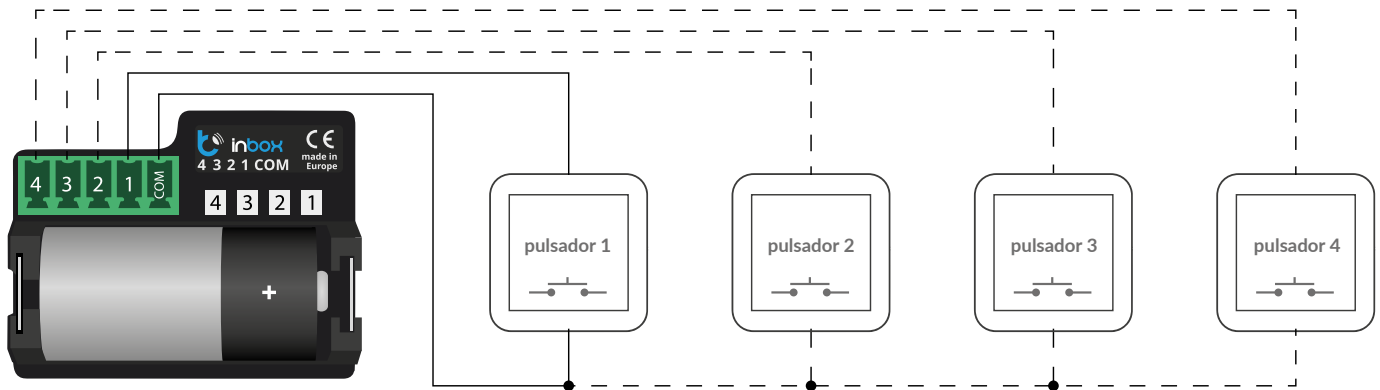 inbox
4 3 2 1 COM
CE
made in
Europe
4 3 2 1 COM
4 3 2 1
+
pulsador 1
pulsador 2
pulsador 3
pulsador 4